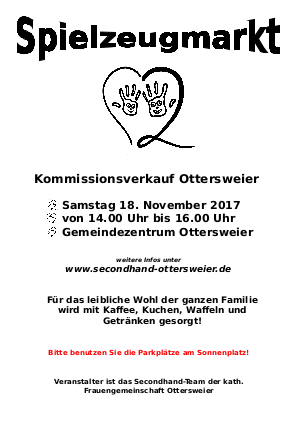 Spielzeugmarkt
Kommissionsverkauf Ottersweier
Samstag 18. November 2017
von 14.00 Uhr bis 16.00 Uhr
Gemeindezentrum Ottersweier
weitere Infos unter
www.secondhand-ottersweier.de
Für das leibliche Wohl der ganzen Familie
wird mit Kaffee, Kuchen, Waffeln und
Getränken gesorgt!
Bitte benutzen Sie die Parkplätze am Sonnenplatz!
Veranstalter ist das Secondhand-Team der kath.
Frauengemeinschaft Ottersweier